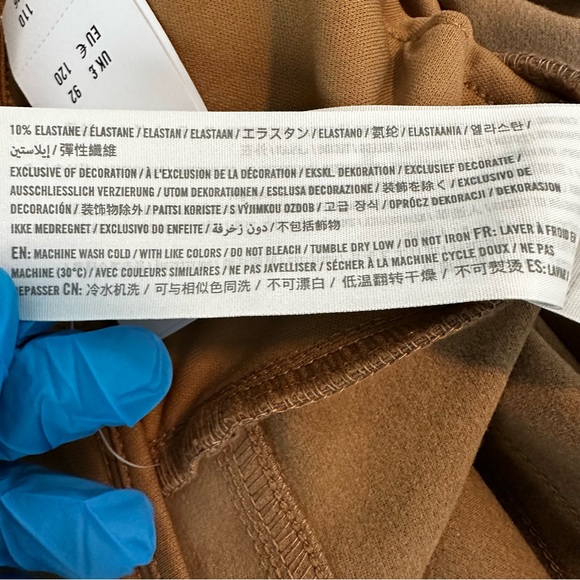 110
UK £ 92
EU € 120
10% ELASTANE / ÉLASTANE / ELASTAN / ELASTAAN / エラスタン / ELASTANO / 氨纶 / ELASTAANIA / 엘라스탄 /
إيلاستين / 彈性纖維
EXCLUSIVE OF DECORATION / À L'EXCLUSION DE LA DÉCORATION / EKSKL. DEKORATION / EXCLUSIEF DECORATIE /
AUSSCHLIESSLICH VERZIERUNG / UTOM DEKORATIONEN / ESCLUSA DECORAZIONE / 装飾を除く / EXCLUSIVO DE
DECORACIÓN / 装饰物除外 / PAITSI KORISTE / S VÝJIMKOU OZDOB / 고급 장식 / OPRÓCZ DEKORACJI / DEKORASJON
IKKE MEDREGNET / EXCLUSIVO DO ENFEITE / دون زخرفة / 不包括飾物
EN: MACHINE WASH COLD / WITH LIKE COLORS / DO NOT BLEACH / TUMBLE DRY LOW / DO NOT IRON FR: LAVER À FROID EN
MACHINE (30°C) / AVEC COULEURS SIMILAIRES / NE PAS JAVELLISER / SÉCHER À LA MACHINE CYCLE DOUX / NE PAS
REPASSER CN: 冷水机洗 / 可与相似色同洗 / 不可漂白 / 低温翻转干燥 / 不可熨烫 ES: LAVAR